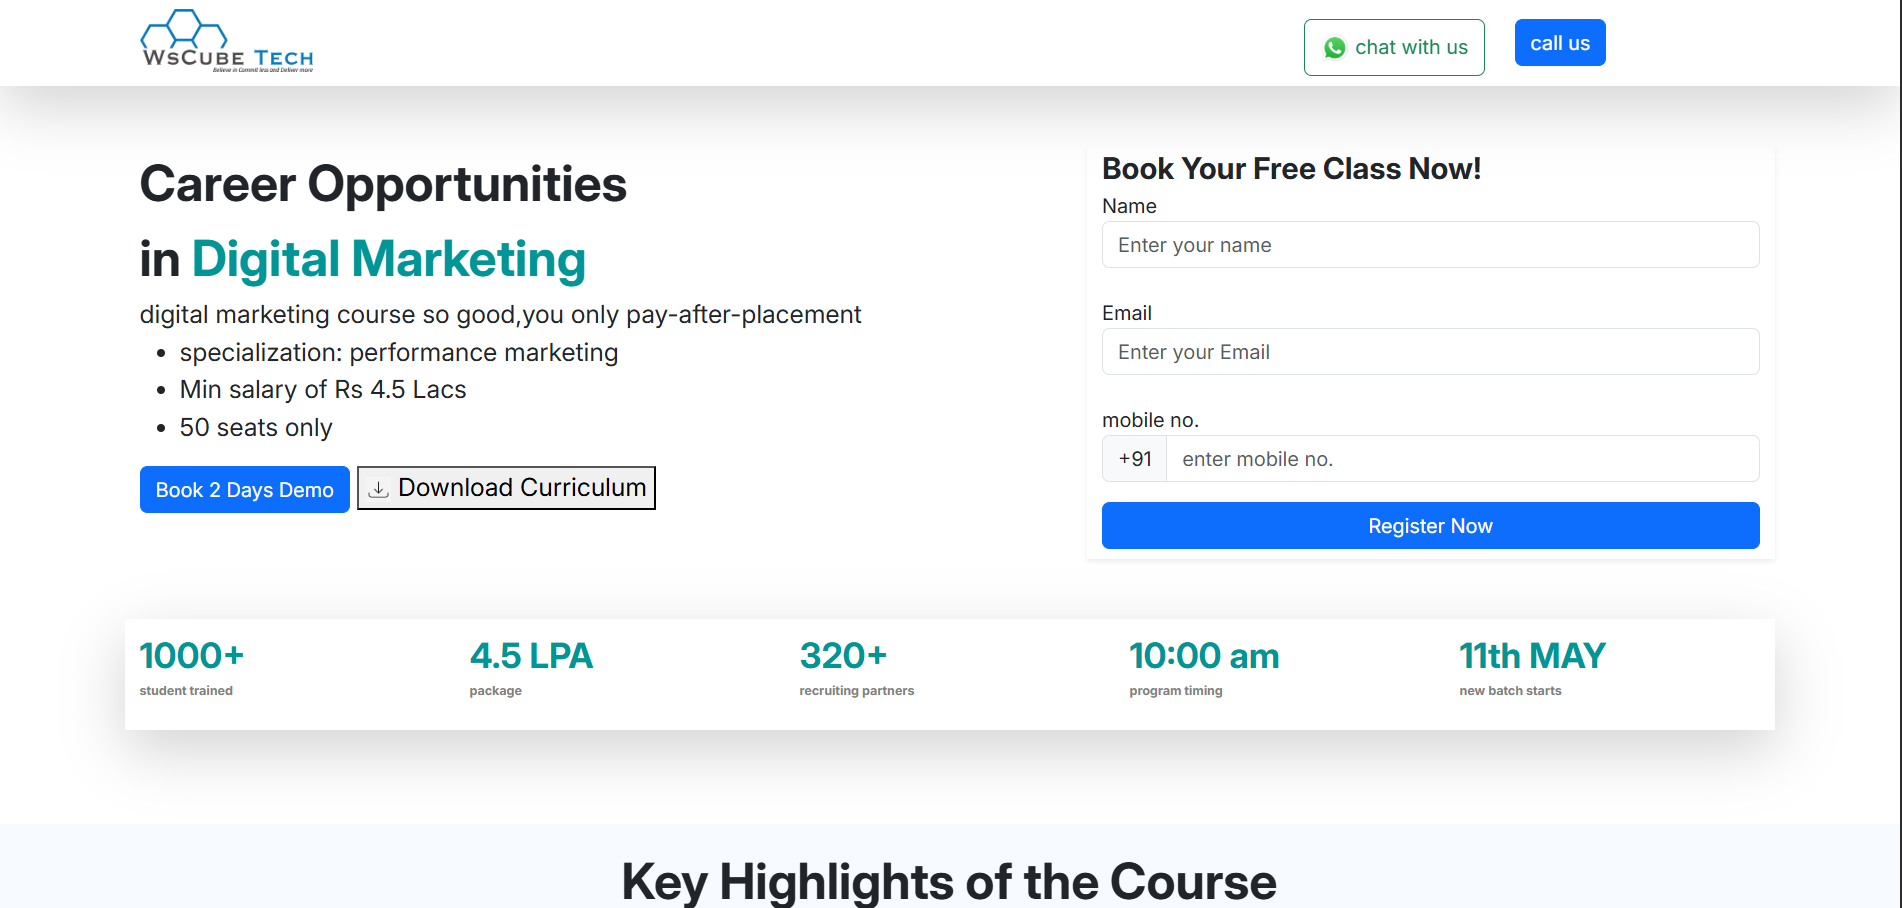 WsCube Tech
Believe in Commit less and Deliver more
chat with us
call us
Career Opportunities
in Digital Marketing
digital marketing course so good,you only pay-after-placement
• specialization: performance marketing
• Min salary of Rs 4.5 Lacs
• 50 seats only
Book 2 Days Demo
Download Curriculum
Book Your Free Class Now!
Name
Enter your name
Email
Enter your Email
mobile no.
+91 enter mobile no.
Register Now
1000+
student trained
4.5 LPA
package
320+
recruiting partners
10:00 am
program timing
11th MAY
new batch starts
Key Highlights of the Course